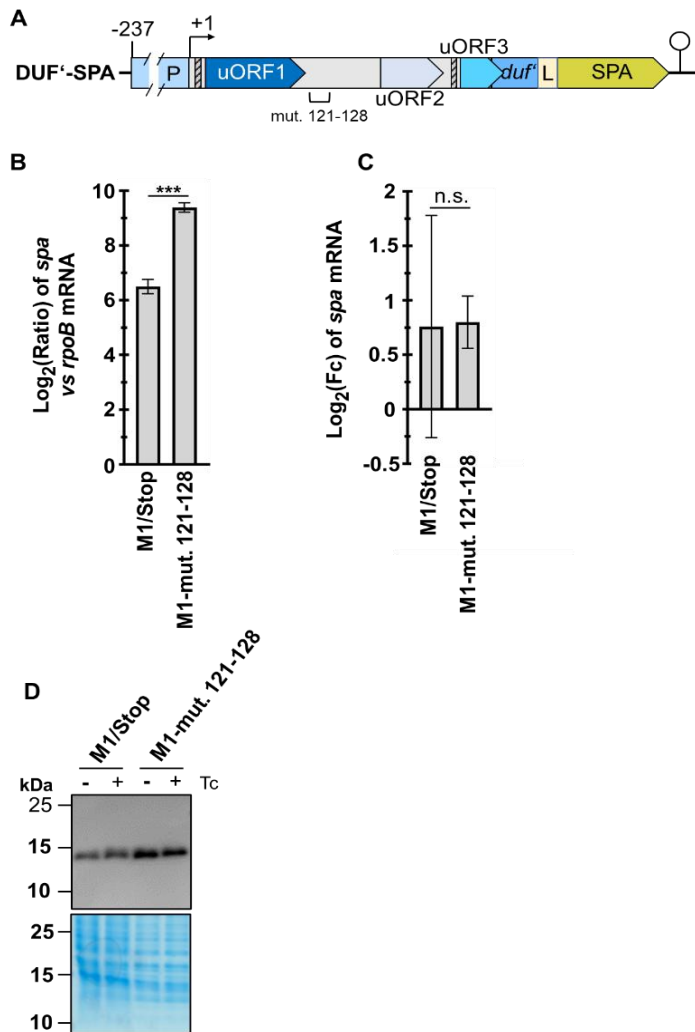 A
-237
+1
uORF3
DUF‘-SPA
P
uORF1
duf‘
L
SPA
uORF2
mut. 121-128
B
10
8
6
4
2
0
***
Log2(Ratio) of spa
vs rpoB mRNA
M1/Stop
M1-mut. 121-128
C
2
1.5
1
0.5
0
-0.5
n.s.
Log2(Fc) of spa mRNA
M1/Stop
M1-mut. 121-128
D
M1/Stop
M1-mut. 121-128
kDa - + - + Tc
25
15
10
25
15
10